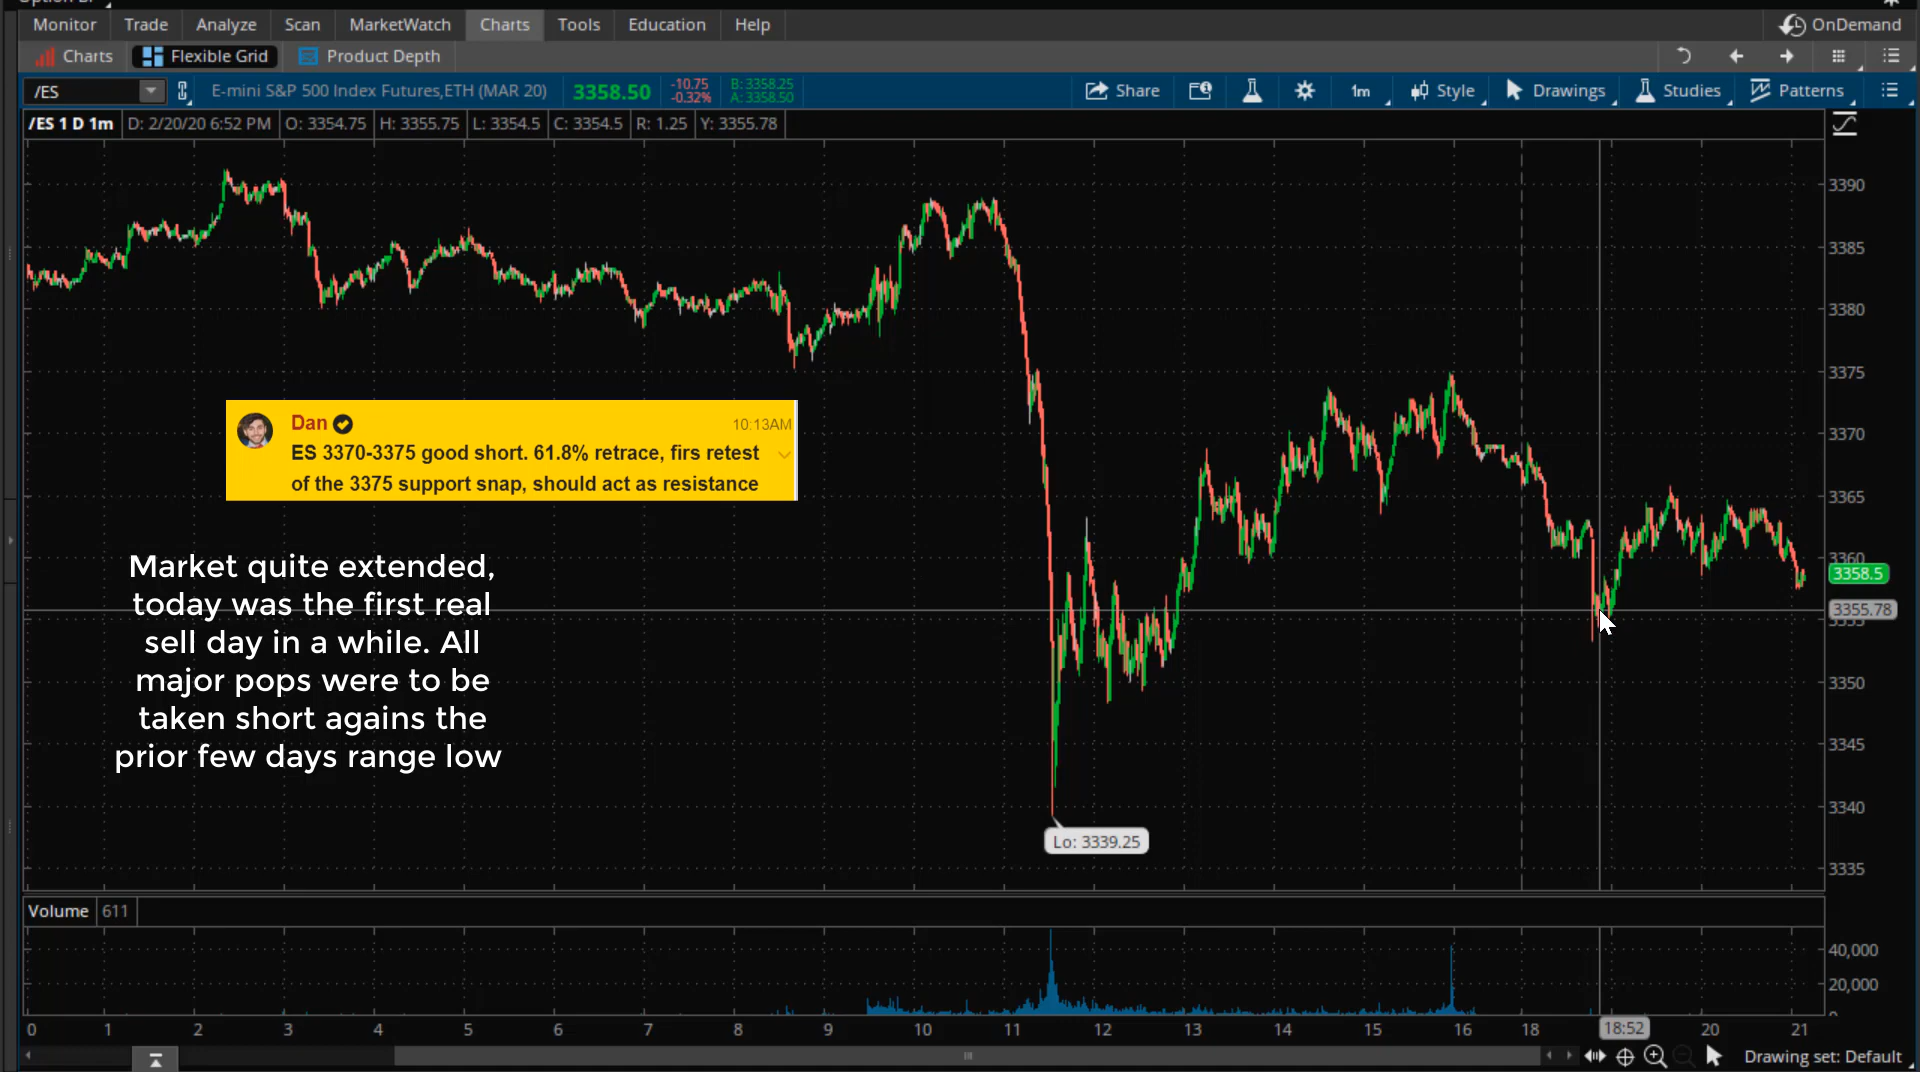 Monitor Trade Analyze Scan MarketWatch Charts Tools Education Help OnDemand
Charts Flexible Grid Product Depth
/ES E-mini S&P 500 Index Futures,ETH (MAR 20) 3358.50 -10.75 -0.32% B: 3358.25 A: 3358.50 Share 1m Style Drawings Studies Patterns
/ES 1 D 1m D: 2/20/20 6:52 PM O: 3354.75 H: 3355.75 L: 3354.5 C: 3354.5 R: 1.25 Y: 3355.78
3390
3385
3380
3375
3370
3365
3360
3358.5
3355.78
3350
3345
3340
3335
Dan 10:13AM
ES 3370-3375 good short. 61.8% retrace, firs retest
of the 3375 support snap, should act as resistance
Market quite extended,
today was the first real
sell day in a while. All
major pops were to be
taken short agains the
prior few days range low
Lo: 3339.25
Volume 611
40,000
20,000
0 1 2 3 4 5 6 7 8 9 10 11 12 13 14 15 16 18 18:52 20 21
Drawing set: Default